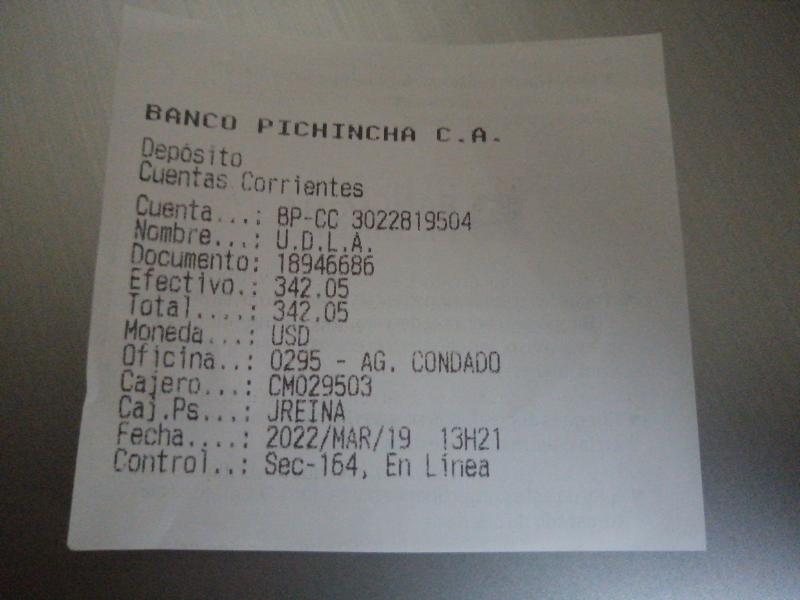 BANCO PICHINCHA C.A.
Depósito
Cuentas Corrientes
Cuenta...: BP-CC 3022819504
Nombre...: U.D.L.A.
Documento: 18946686
Efectivo.: 342.05
Total....: 342.05
Moneda...: USD
Oficina..: 0295 - AG. CONDADO
Cajero...: CM029503
Caj.Ps...: JREINA
Fecha....: 2022/MAR/19 13H21
Control..: Sec-164, En Línea